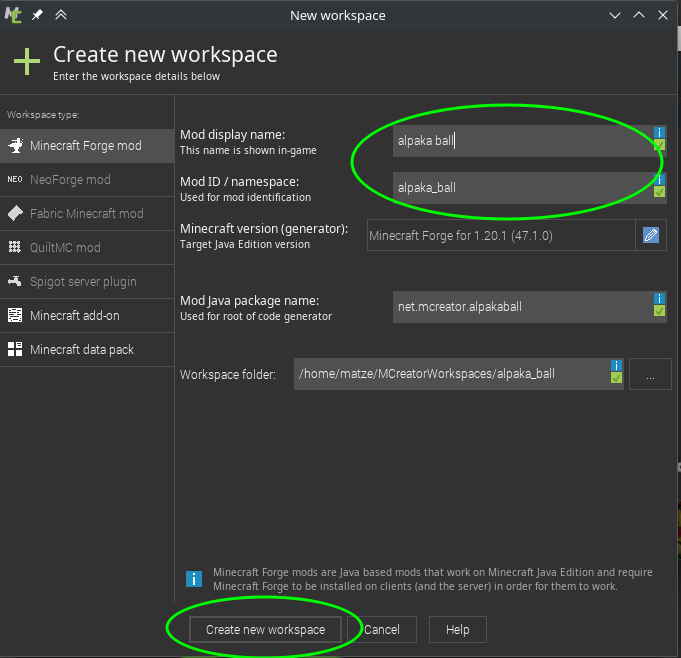 New workspace
Create new workspace
Enter the workspace details below
Workspace type:
Minecraft Forge mod
NEO NeoForge mod
Fabric Minecraft mod
QuiltMC mod
Spigot server plugin
Minecraft add-on
Minecraft data pack
Mod display name:
This name is shown in-game
alpaka ball
Mod ID / namespace:
Used for mod identification
alpaka_ball
Minecraft version (generator):
Target Java Edition version
Minecraft Forge for 1.20.1 (47.1.0)
Mod Java package name:
Used for root of code generator
net.mcreator.alpakaball
Workspace folder:
/home/matze/MCreatorWorkspaces/alpaka_ball
...
Minecraft Forge mods are Java based mods that work on Minecraft Java Edition and require
Minecraft Forge to be installed on clients (and the server) in order for them to work.
Create new workspace
Cancel
Help